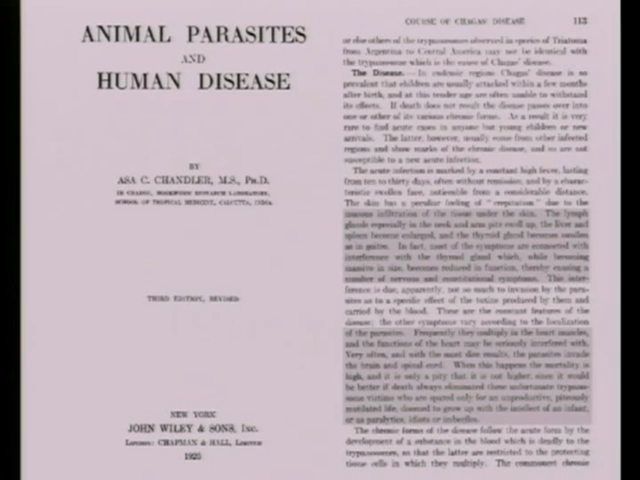 ANIMAL PARASITES
AND
HUMAN DISEASE
BY
ASA C. CHANDLER, M.S., PH.D.
IN CHARGE, HOOKWORM RESEARCH LABORATORY,
SCHOOL OF TROPICAL MEDICINE, CALCUTTA, INDIA
THIRD EDITION, REVISED
NEW YORK
JOHN WILEY & SONS, INC.
LONDON: CHAPMAN & HALL, LIMITED
COURSE OF CHAGAS' DISEASE 113
or else others of the trypanosomes observed in species of Triatoma
from Argentina to Central America may not be identical with
the trypanosome which is the cause of Chagas' disease.
The Disease. — In endemic regions Chagas' disease is so
prevalent that children are usually attacked within a few months
after birth, and at this tender age are often unable to withstand
its effects. If death does not result the disease passes over into
one or other of its various chronic forms. As a result it is very
rare to find acute cases in anyone but young children or new
arrivals. The latter, however, usually come from other infected
regions and show marks of the chronic disease, and so are not
susceptible to a new acute infection.
The acute infection is marked by a constant high fever, lasting
from ten to thirty days, often without remission, and by a charac-
teristic swollen face, noticeable from a considerable distance.
The skin has a peculiar feeling of "crepitation" due to the
mucous infiltration of the tissue under the skin. The lymph
glands especially in the neck and arm pits swell up, the liver and
spleen become enlarged, and the thyroid gland becomes swollen
as in goitre. In fact, most of the symptoms are connected with
interference with the thyroid gland which, while becoming
massive in size, becomes reduced in function, thereby causing a
number of nervous and constitutional symptoms. This inter-
ference is due, apparently, not so much to invasion by the para-
sites as to a specific effect of the toxins produced by them and
carried by the blood. These are the constant features of the
disease; the other symptoms vary according to the localization
of the parasites. Frequently they multiply in the heart muscles,
and the functions of the heart may be seriously interfered with.
Very often, and with the most dire results, the parasites invade
the brain and spinal cord. When this happens the mortality is
high, and it is only a pity that it is not higher, since it would
be better if death always eliminated these unfortunate trypano-
some victims who are spared only for an unproductive, piteously
mutilated life, doomed to grow up with the intellect of an infant,
or as paralytics, idiots or imbeciles.
The chronic forms of the disease follow the acute form by the
development of a substance in the blood which is deadly to the
trypanosomes, so that the latter are restricted to the protecting
tissue cells in which they multiply. The commonest chronic